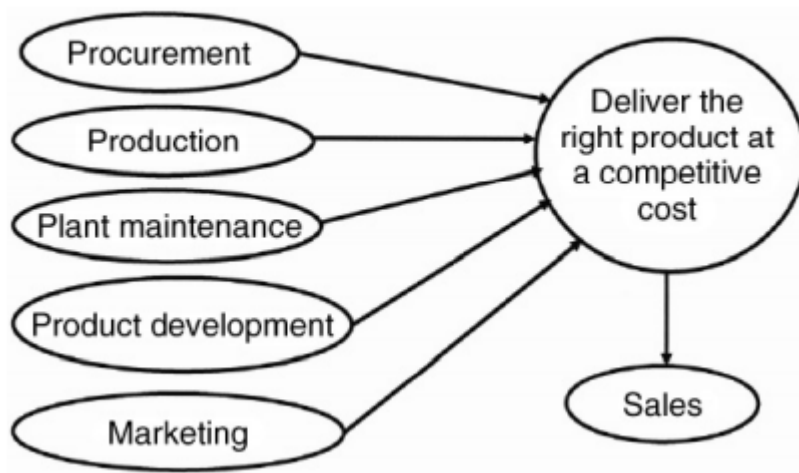 Procurement
Production
Plant maintenance
Product development
Marketing
Deliver the
right product at
a competitive
cost
Sales